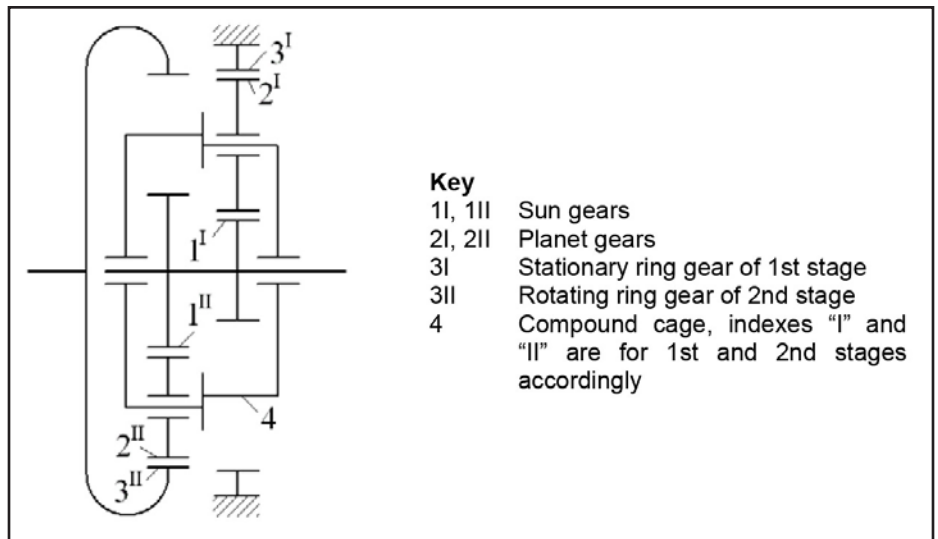 3ᴵ
2ᴵ
1ᴵ
1ᴵᴵ
4
2ᴵᴵ
3ᴵᴵ
Key
1I, 1II Sun gears
2I, 2II Planet gears
3I Stationary ring gear of 1st stage
3II Rotating ring gear of 2nd stage
4 Compound cage, indexes “I” and
“II” are for 1st and 2nd stages
accordingly